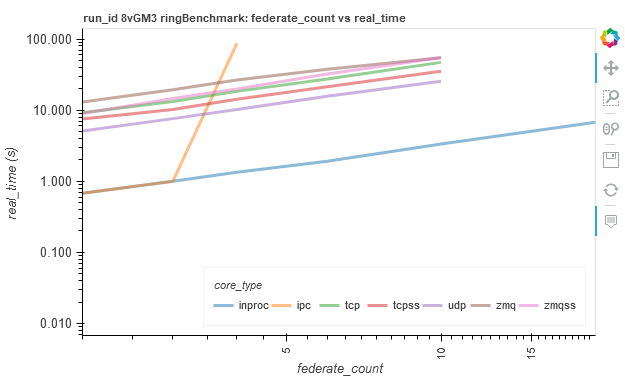 run_id 8vGM3 ringBenchmark: federate_count vs real_time
100.000
10.000
1.000
0.100
0.010
real_time (s)
core_type
inproc ipc tcp tcpss udp zmq zmqss
5 10 15
federate_count